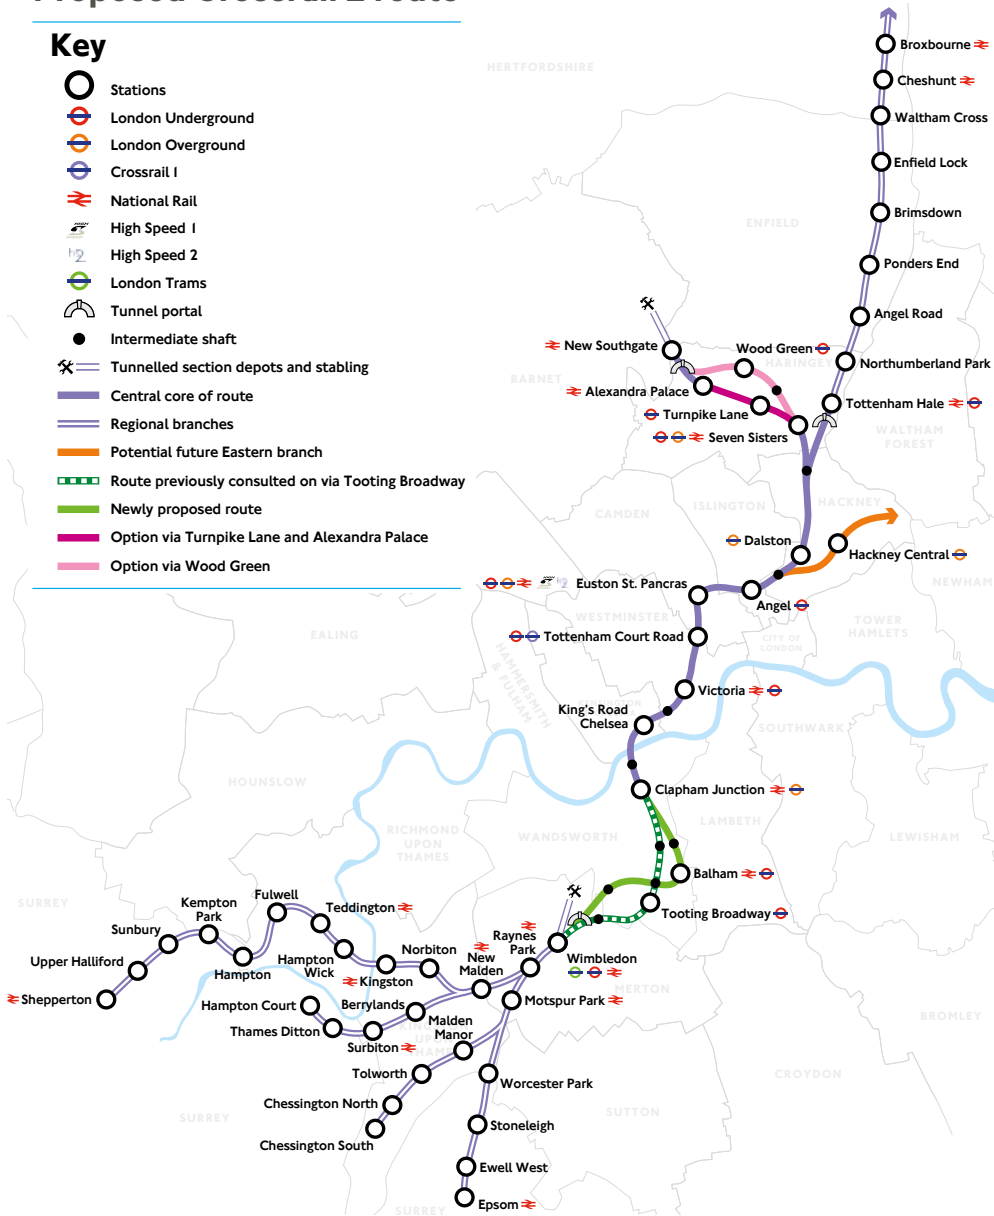 Proposed Crossrail 2 route
Key
Stations
London Underground
London Overground
Crossrail 1
National Rail
High Speed 1
High Speed 2
London Trams
Tunnel portal
Intermediate shaft
Tunnelled section depots and stabling
Central core of route
Regional branches
Potential future Eastern branch
Route previously consulted on via Tooting Broadway
Newly proposed route
Option via Turnpike Lane and Alexandra Palace
Option via Wood Green
HERTFORDSHIRE
Broxbourne
Cheshunt
Waltham Cross
Enfield Lock
ENFIELD
Brimsdown
Ponders End
Angel Road
New Southgate
Wood Green
HARINGEY
Northumberland Park
BARNET
Alexandra Palace
Tottenham Hale
Turnpike Lane
Seven Sisters
WALTHAM
FOREST
CAMDEN
ISLINGTON
HACKNEY
Dalston
Hackney Central
Euston St. Pancras
NEWHAM
Angel
WESTMINSTER
TOWER
HAMLETS
EALING
Tottenham Court Road
CITY OF
LONDON
HAMMERSMITH
& FULHAM
Victoria
King's Road
Chelsea
SOUTHWARK
HOUNSLOW
Clapham Junction
RICHMOND
UPON
THAMES
WANDSWORTH
LAMBETH
LEWISHAM
Balham
SURREY
Fulwell
Kempton
Park
Teddington
Tooting Broadway
Sunbury
Raynes
Park
Norbiton
New
Malden
Wimbledon
Upper Halliford
Hampton
Hampton
Wick
Kingston
MERTON
Shepperton
Hampton Court
Berrylands
Motspur Park
BROMLEY
Thames Ditton
Malden
Manor
KINGSTON
UPON
THAMES
Surbiton
Tolworth
Worcester Park
CROYDON
Chessington North
SURREY
SUTTON
Stoneleigh
Chessington South
Ewell West
Epsom
SURREY